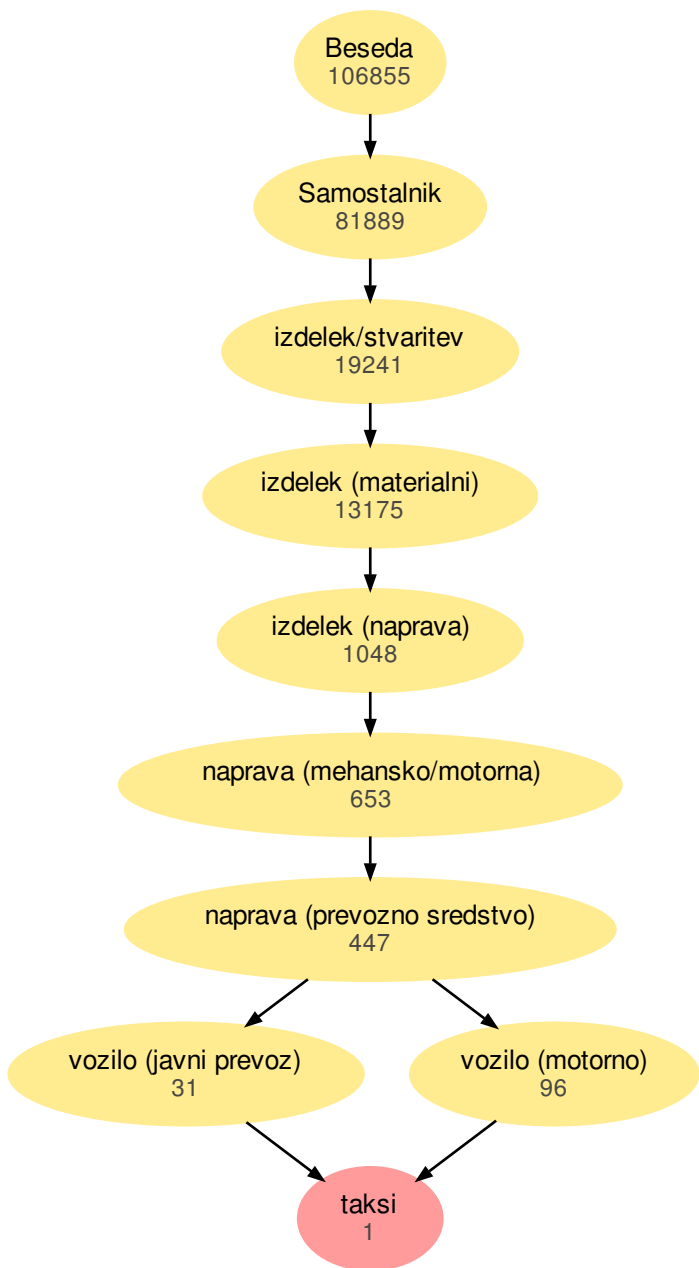 Beseda
106855
Samostalnik
81889
izdelek/stvaritev
19241
izdelek (materialni)
13175
izdelek (naprava)
1048
naprava (mehansko/motorna)
653
naprava (prevozno sredstvo)
447
vozilo (javni prevoz)
31
vozilo (motorno)
96
taksi
1